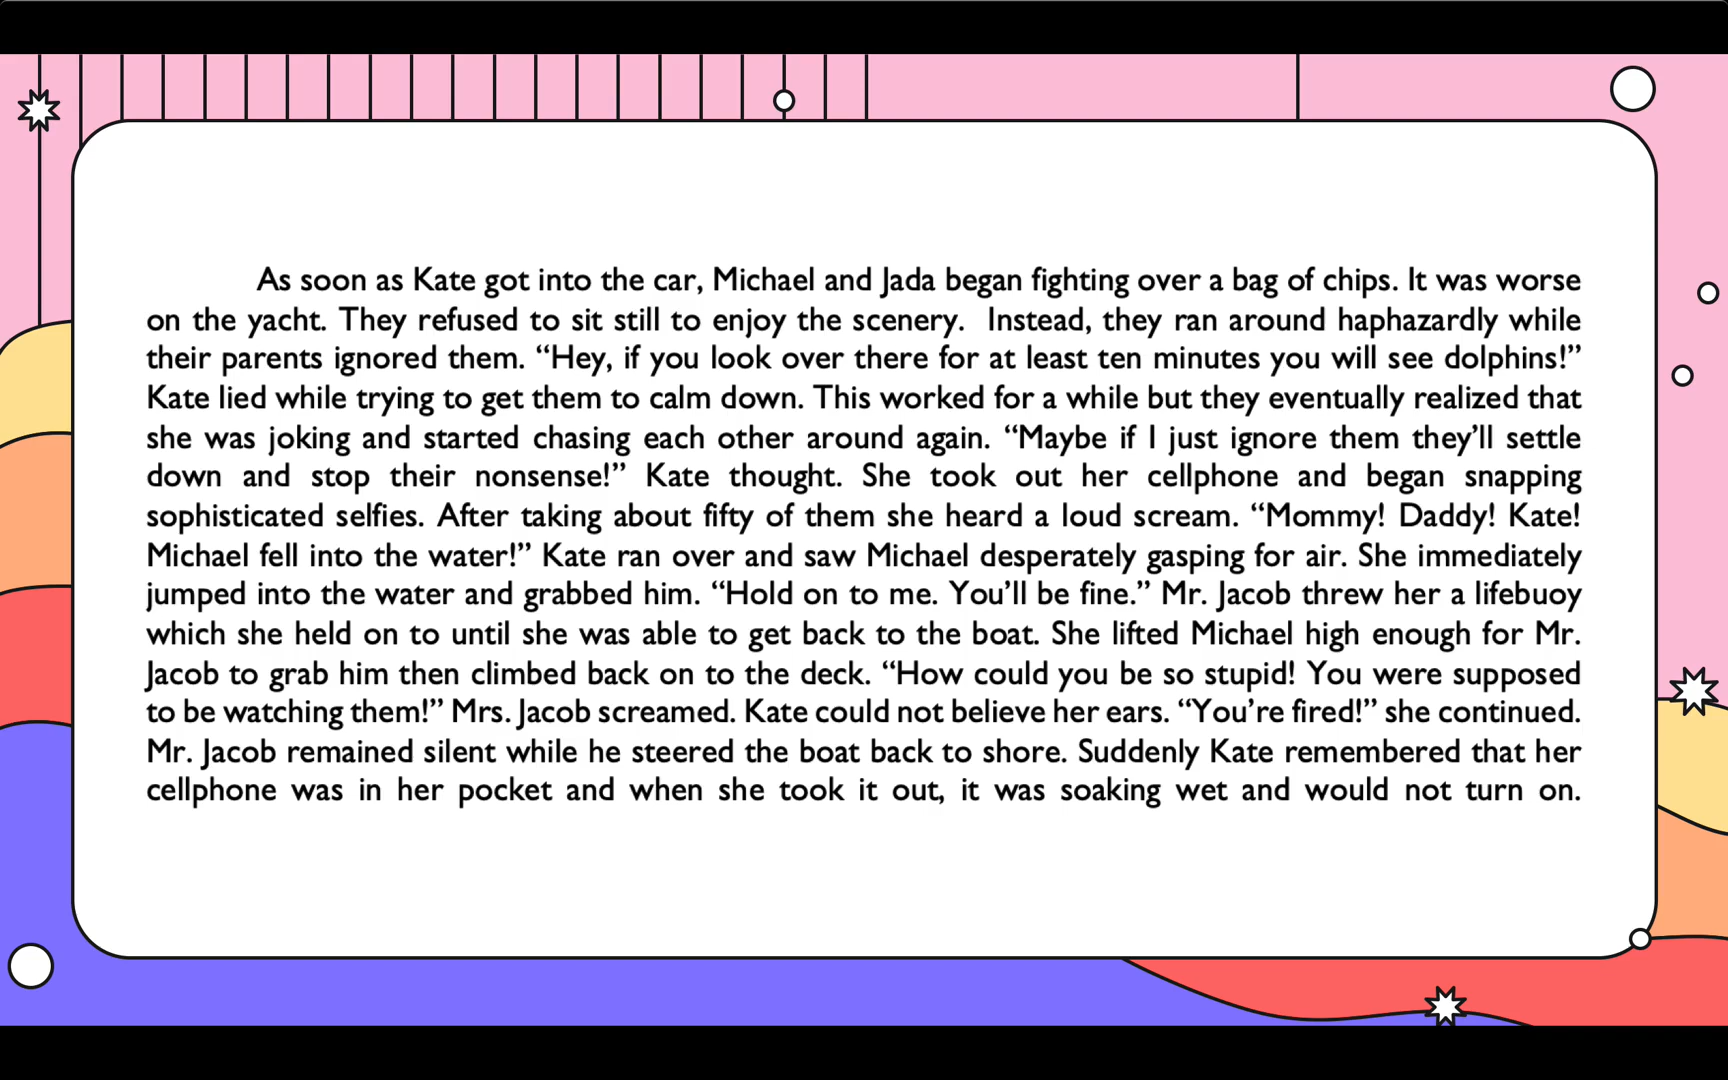 As soon as Kate got into the car, Michael and Jada began fighting over a bag of chips. It was worse
on the yacht. They refused to sit still to enjoy the scenery.  Instead, they ran around haphazardly while
their parents ignored them. “Hey, if you look over there for at least ten minutes you will see dolphins!”
Kate lied while trying to get them to calm down. This worked for a while but they eventually realized that
she was joking and started chasing each other around again. “Maybe if I just ignore them they’ll settle
down and stop their nonsense!” Kate thought. She took out her cellphone and began snapping
sophisticated selfies. After taking about fifty of them she heard a loud scream. “Mommy! Daddy! Kate!
Michael fell into the water!” Kate ran over and saw Michael desperately gasping for air. She immediately
jumped into the water and grabbed him. “Hold on to me. You’ll be fine.” Mr. Jacob threw her a lifebuoy
which she held on to until she was able to get back to the boat. She lifted Michael high enough for Mr.
Jacob to grab him then climbed back on to the deck. “How could you be so stupid! You were supposed
to be watching them!” Mrs. Jacob screamed. Kate could not believe her ears. “You’re fired!” she continued.
Mr. Jacob remained silent while he steered the boat back to shore. Suddenly Kate remembered that her
cellphone was in her pocket and when she took it out, it was soaking wet and would not turn on.